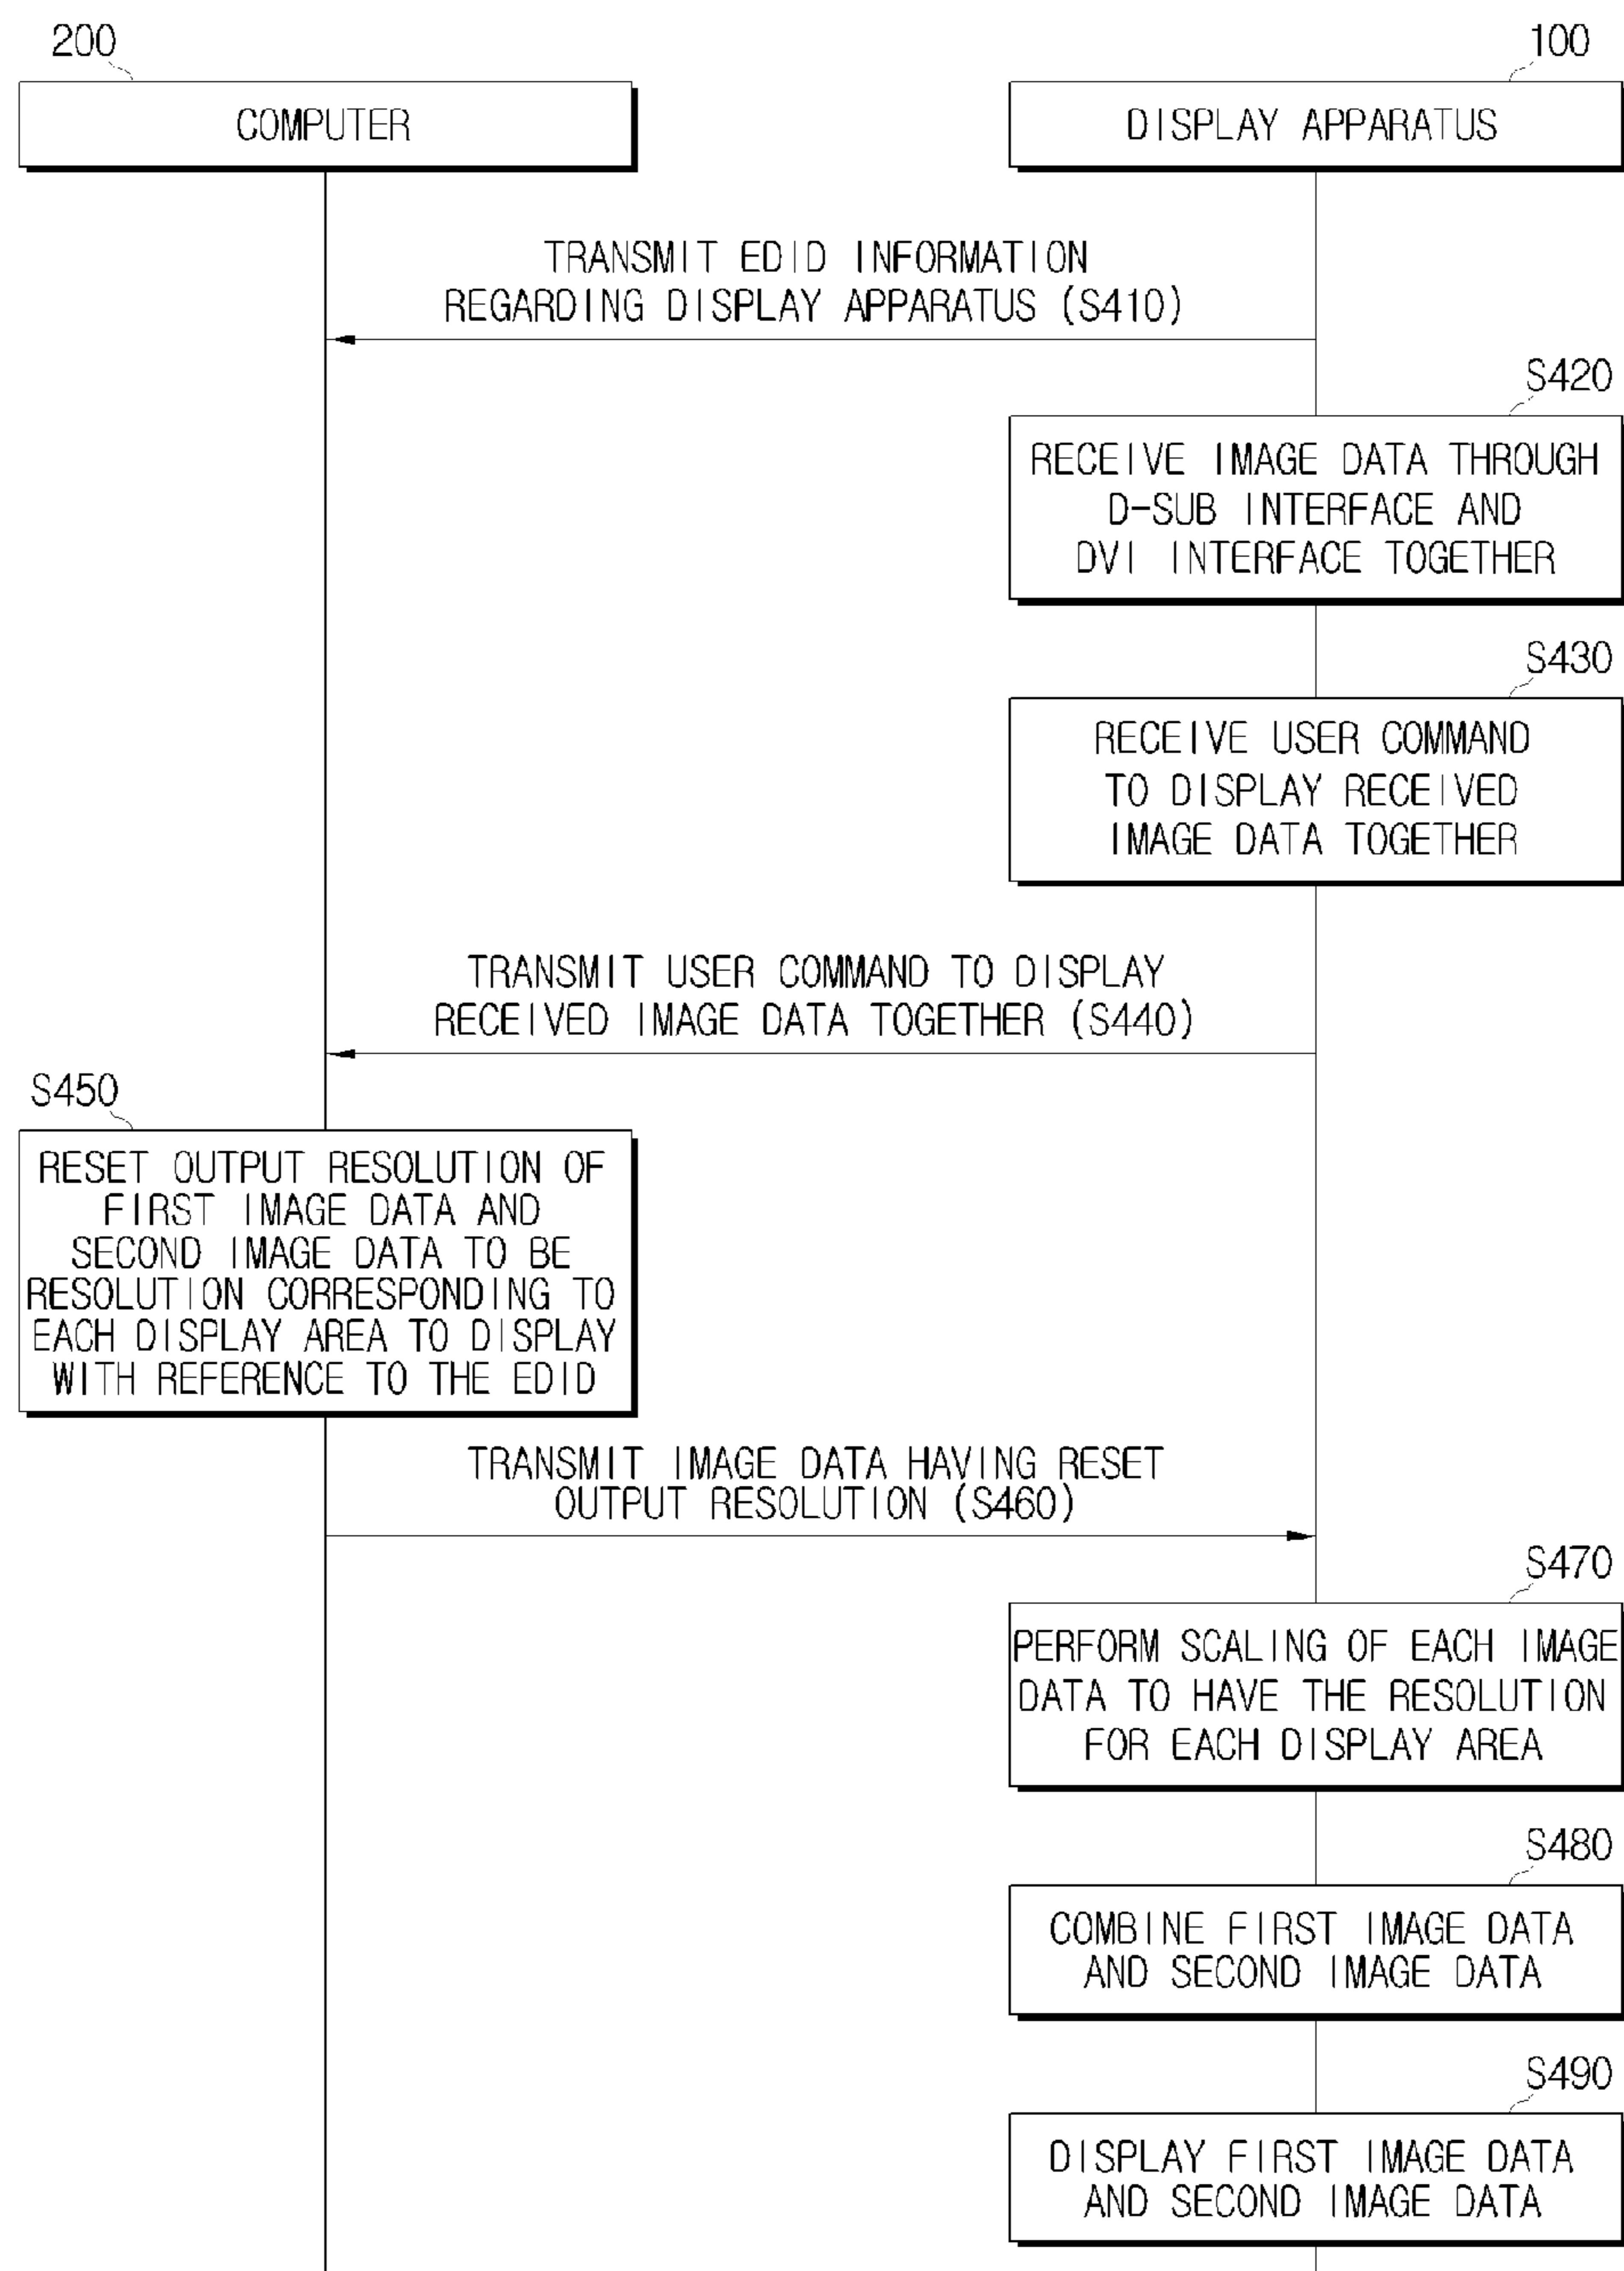 200
100
COMPUTER
DISPLAY APPARATUS
TRANSMIT EDID INFORMATION
REGARDING DISPLAY APPARATUS (S410)
S420
RECEIVE IMAGE DATA THROUGH
D-SUB INTERFACE AND
DVI INTERFACE TOGETHER
S430
RECEIVE USER COMMAND
TO DISPLAY RECEIVED
IMAGE DATA TOGETHER
TRANSMIT USER COMMAND TO DISPLAY
RECEIVED IMAGE DATA TOGETHER (S440)
S450
RESET OUTPUT RESOLUTION OF
FIRST IMAGE DATA AND
SECOND IMAGE DATA TO BE
RESOLUTION CORRESPONDING TO
EACH DISPLAY AREA TO DISPLAY
WITH REFERENCE TO THE EDID
TRANSMIT IMAGE DATA HAVING RESET
OUTPUT RESOLUTION (S460)
S470
PERFORM SCALING OF EACH IMAGE
DATA TO HAVE THE RESOLUTION
FOR EACH DISPLAY AREA
S480
COMBINE FIRST IMAGE DATA
AND SECOND IMAGE DATA
S490
DISPLAY FIRST IMAGE DATA
AND SECOND IMAGE DATA